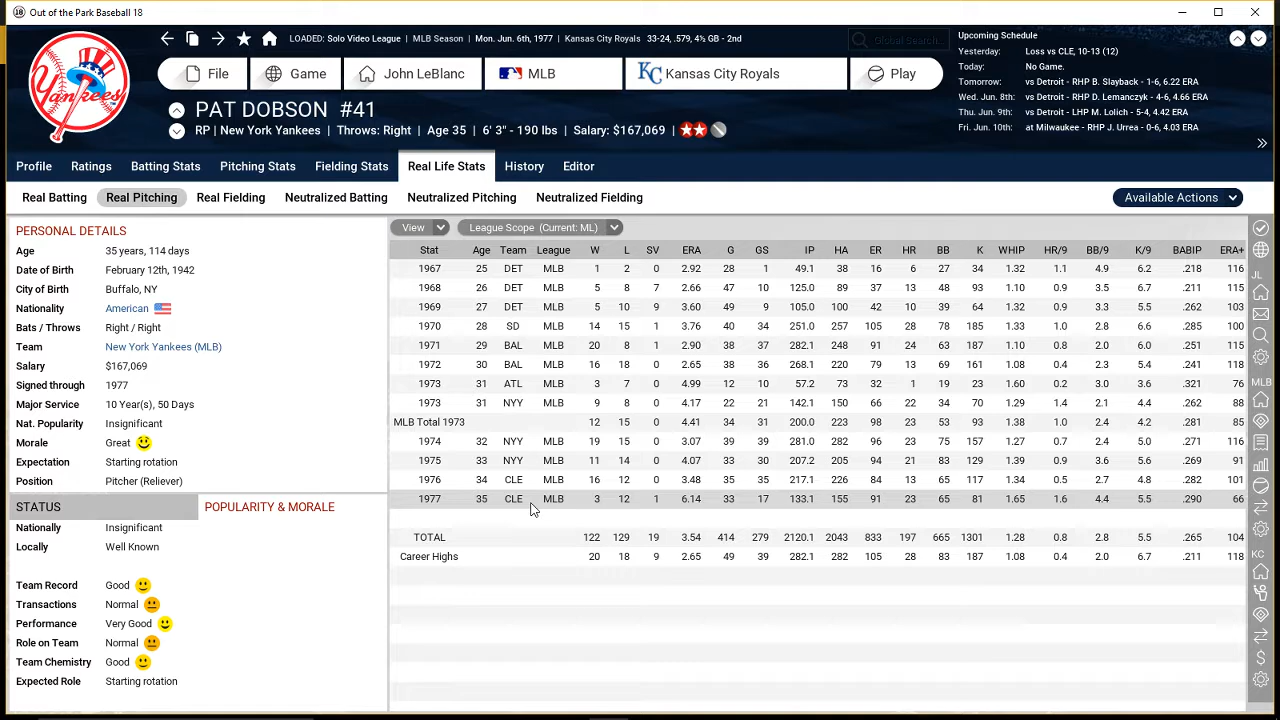 18 Out of the Park Baseball 18
LOADED: Solo Video League | MLB Season | Mon. Jun. 6th, 1977 | Kansas City Royals 33-24, .579, 4½ GB - 2nd
Global Search...
File Game John LeBlanc MLB KC Kansas City Royals Play
Upcoming Schedule
Yesterday: Loss vs CLE, 10-13 (12)
Today: No Game.
Tomorrow: vs Detroit - RHP B. Slayback - 1-6, 6.22 ERA
Wed. Jun. 8th: vs Detroit - RHP D. Lemanczyk - 4-6, 4.66 ERA
Thu. Jun. 9th: vs Detroit - LHP M. Lolich - 5-4, 4.42 ERA
Fri. Jun. 10th: at Milwaukee - RHP J. Urrea - 0-6, 4.03 ERA
Yankees
PAT DOBSON #41
RP | New York Yankees | Throws: Right | Age 35 | 6' 3" - 190 lbs | Salary: $167,069 |
Profile Ratings Batting Stats Pitching Stats Fielding Stats Real Life Stats History Editor
Real Batting Real Pitching Real Fielding Neutralized Batting Neutralized Pitching Neutralized Fielding Available Actions
PERSONAL DETAILS
Age 35 years, 114 days
Date of Birth February 12th, 1942
City of Birth Buffalo, NY
Nationality American
Bats / Throws Right / Right
Team New York Yankees (MLB)
Salary $167,069
Signed through 1977
Major Service 10 Year(s), 50 Days
Nat. Popularity Insignificant
Morale Great
Expectation Starting rotation
Position Pitcher (Reliever)
STATUS POPULARITY & MORALE
Nationally Insignificant
Locally Well Known
Team Record Good
Transactions Normal
Performance Very Good
Role on Team Normal
Team Chemistry Good
Expected Role Starting rotation
View League Scope (Current: ML)
Stat Age Team League W L SV ERA G GS IP HA ER HR BB K WHIP HR/9 BB/9 K/9 BABIP ERA+
1967 25 DET MLB 1 2 0 2.92 28 1 49.1 38 16 6 27 34 1.32 1.1 4.9 6.2 .218 116
1968 26 DET MLB 5 8 7 2.66 47 10 125.0 89 37 13 48 93 1.10 0.9 3.5 6.7 .211 115
1969 27 DET MLB 5 10 9 3.60 49 9 105.0 100 42 10 39 64 1.32 0.9 3.3 5.5 .262 103
1970 28 SD MLB 14 15 1 3.76 40 34 251.0 257 105 28 78 185 1.33 1.0 2.8 6.6 .285 100
1971 29 BAL MLB 20 8 1 2.90 38 37 282.1 248 91 24 63 187 1.10 0.8 2.0 6.0 .251 115
1972 30 BAL MLB 16 18 0 2.65 38 36 268.1 220 79 13 69 161 1.08 0.4 2.3 5.4 .241 118
1973 31 ATL MLB 3 7 0 4.99 12 10 57.2 73 32 1 19 23 1.60 0.2 3.0 3.6 .321 76
1973 31 NYY MLB 9 8 0 4.17 22 21 142.1 150 66 22 34 70 1.29 1.4 2.1 4.4 .263 88
MLB Total 1973 12 15 0 4.41 34 31 200.0 223 98 23 53 93 1.38 1.0 2.4 4.2 .281 85
1974 32 NYY MLB 19 15 0 3.07 39 39 281.0 282 96 23 75 157 1.27 0.7 2.4 5.0 .271 116
1975 33 NYY MLB 11 14 0 4.07 33 30 207.2 205 94 21 83 129 1.39 0.9 3.6 5.6 .269 91
1976 34 CLE MLB 16 12 0 3.48 35 35 217.1 226 84 13 65 117 1.34 0.5 2.7 4.8 .282 101
1977 35 CLE MLB 3 12 1 6.14 33 17 133.1 155 91 23 65 81 1.65 1.6 4.4 5.5 .290 66
TOTAL 122 129 19 3.54 414 279 2120.1 2043 833 197 665 1301 1.28 0.8 2.8 5.5 .265 104
Career Highs 20 18 9 2.65 49 39 282.1 282 105 28 83 187 1.08 0.4 2.0 6.7 .211 118
JL
MLB
KC